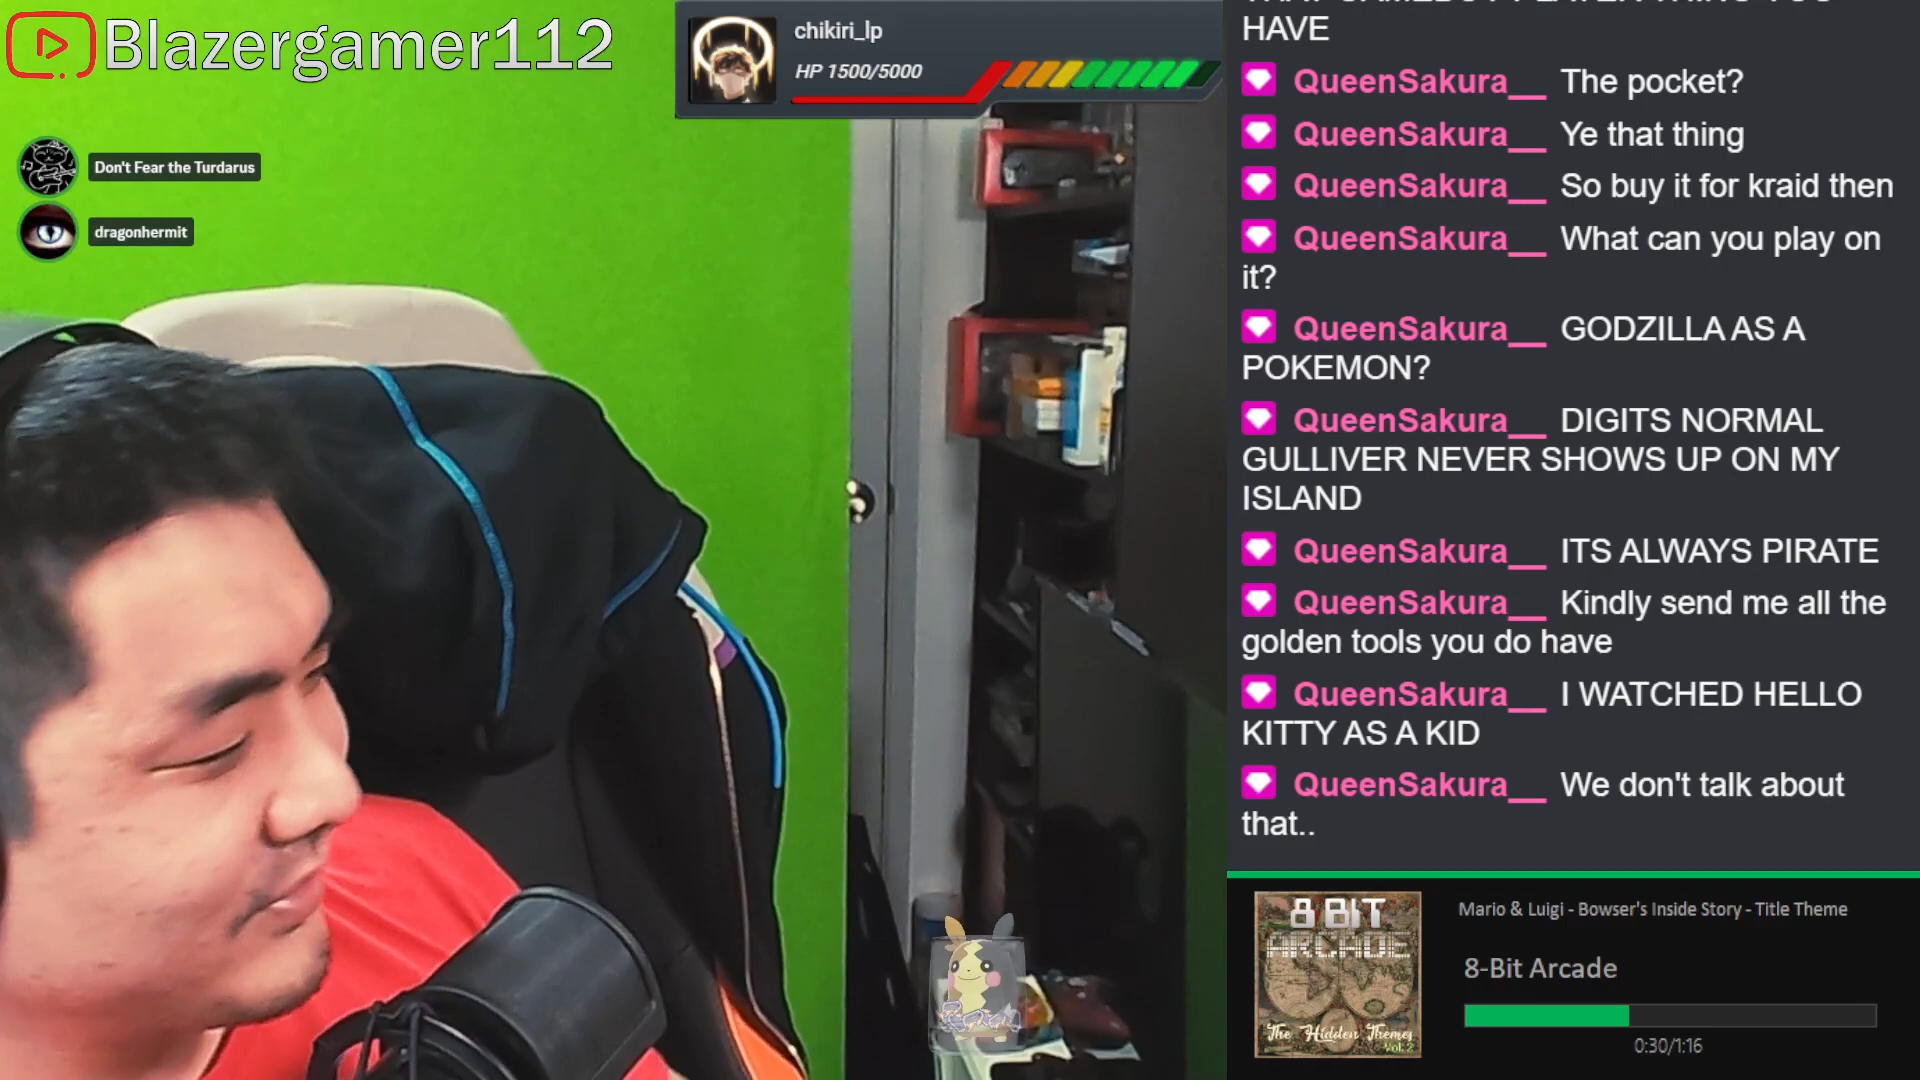 Blazergamer112
chikiri_lp
HP 1500/5000
Don't Fear the Turdarus
dragonhermit
HAVE
QueenSakura__ The pocket?
QueenSakura__ Ye that thing
QueenSakura__ So buy it for kraid then
QueenSakura__ What can you play on
it?
QueenSakura__ GODZILLA AS A
POKEMON?
QueenSakura__ DIGITS NORMAL
GULLIVER NEVER SHOWS UP ON MY
ISLAND
QueenSakura__ ITS ALWAYS PIRATE
QueenSakura__ Kindly send me all the
golden tools you do have
QueenSakura__ I WATCHED HELLO
KITTY AS A KID
QueenSakura__ We don't talk about
that..
8 BIT
ARCADE
The Hidden Themes
Vol. 2
Mario & Luigi - Bowser's Inside Story - Title Theme
8-Bit Arcade
0:30/1:16